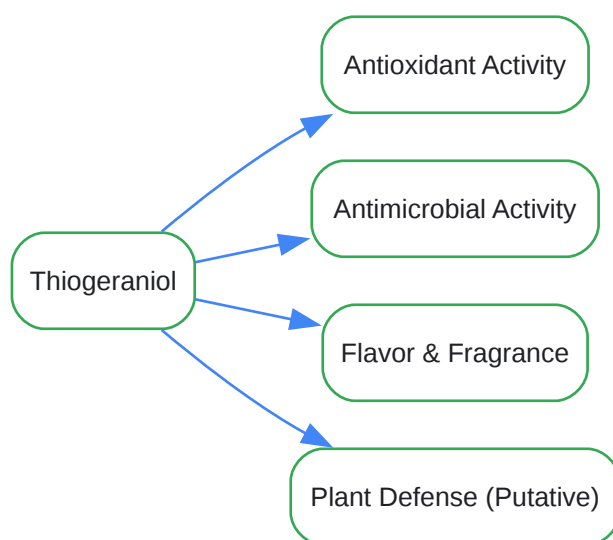 Antioxidant Activity
Antimicrobial Activity
Thiogeraniol
Flavor & Fragrance
Plant Defense (Putative)